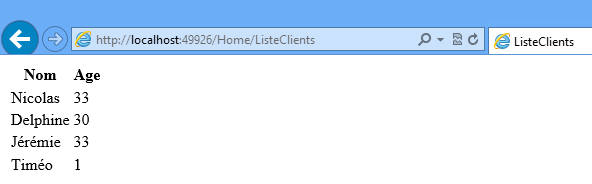 http://localhost:49926/Home/ListeClients
ListeClients
Nom Age
Nicolas 33
Delphine 30
Jérémie 33
Timéo 1